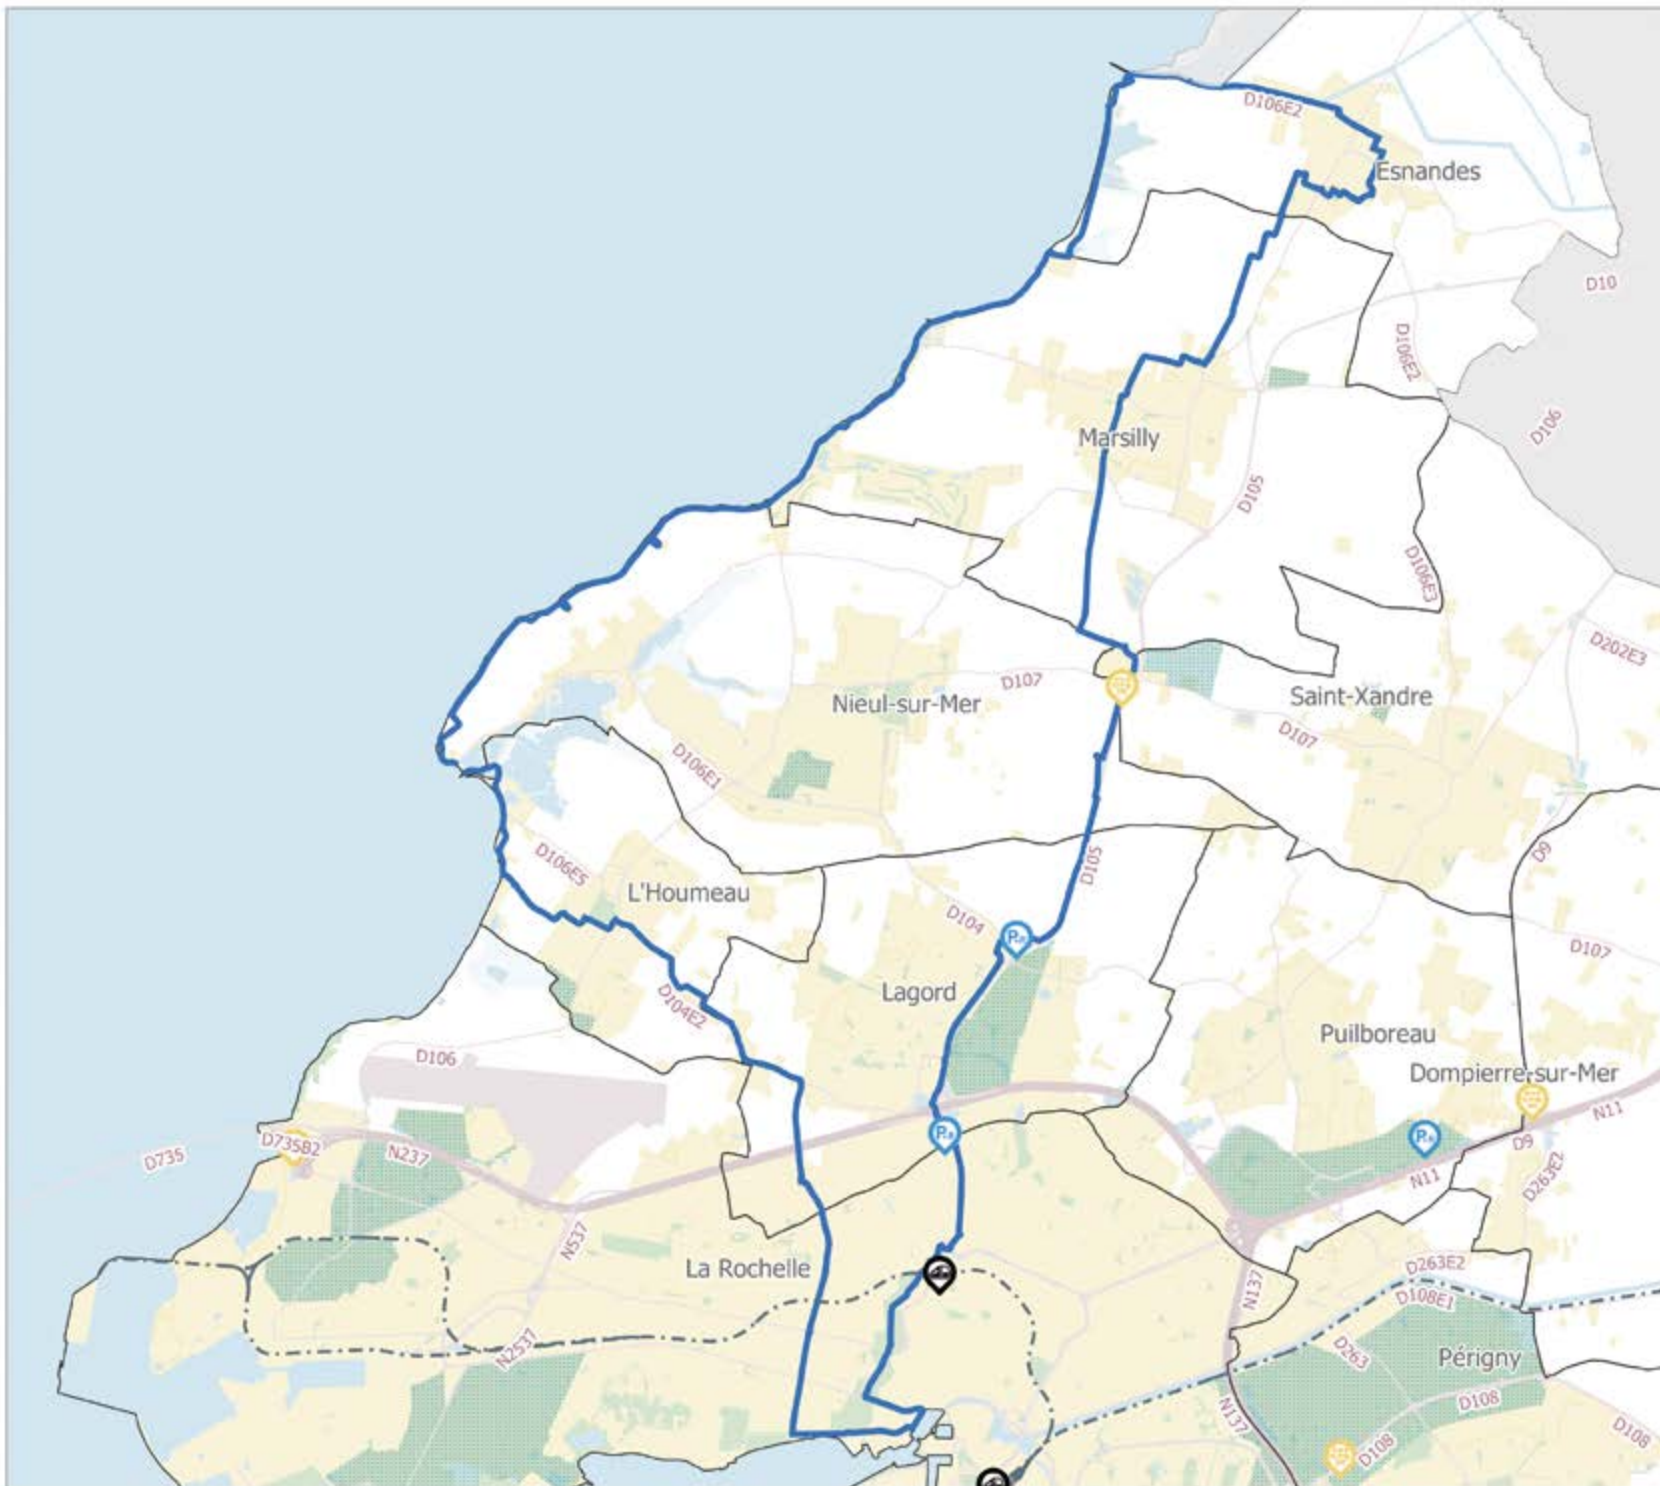 D106E2
Esnandes
D10
D106E2
D106
Marsilly
D105
D106E3
D202E3
D107
Saint-Xandre
Nieul-sur-Mer
D107
D106E1
D9
D105
D106E5
L'Houmeau
D104
D107
Lagord
D104E2
Puilboreau
D106
Dompierre-sur-Mer
N11
D735B2
D9
D735
N237
P.R
P.R
P.R
N11
D263E2
N537
La Rochelle
D263E2
N137
D108E1
N2537
D263
Périgny
D108
N137
D108
D108